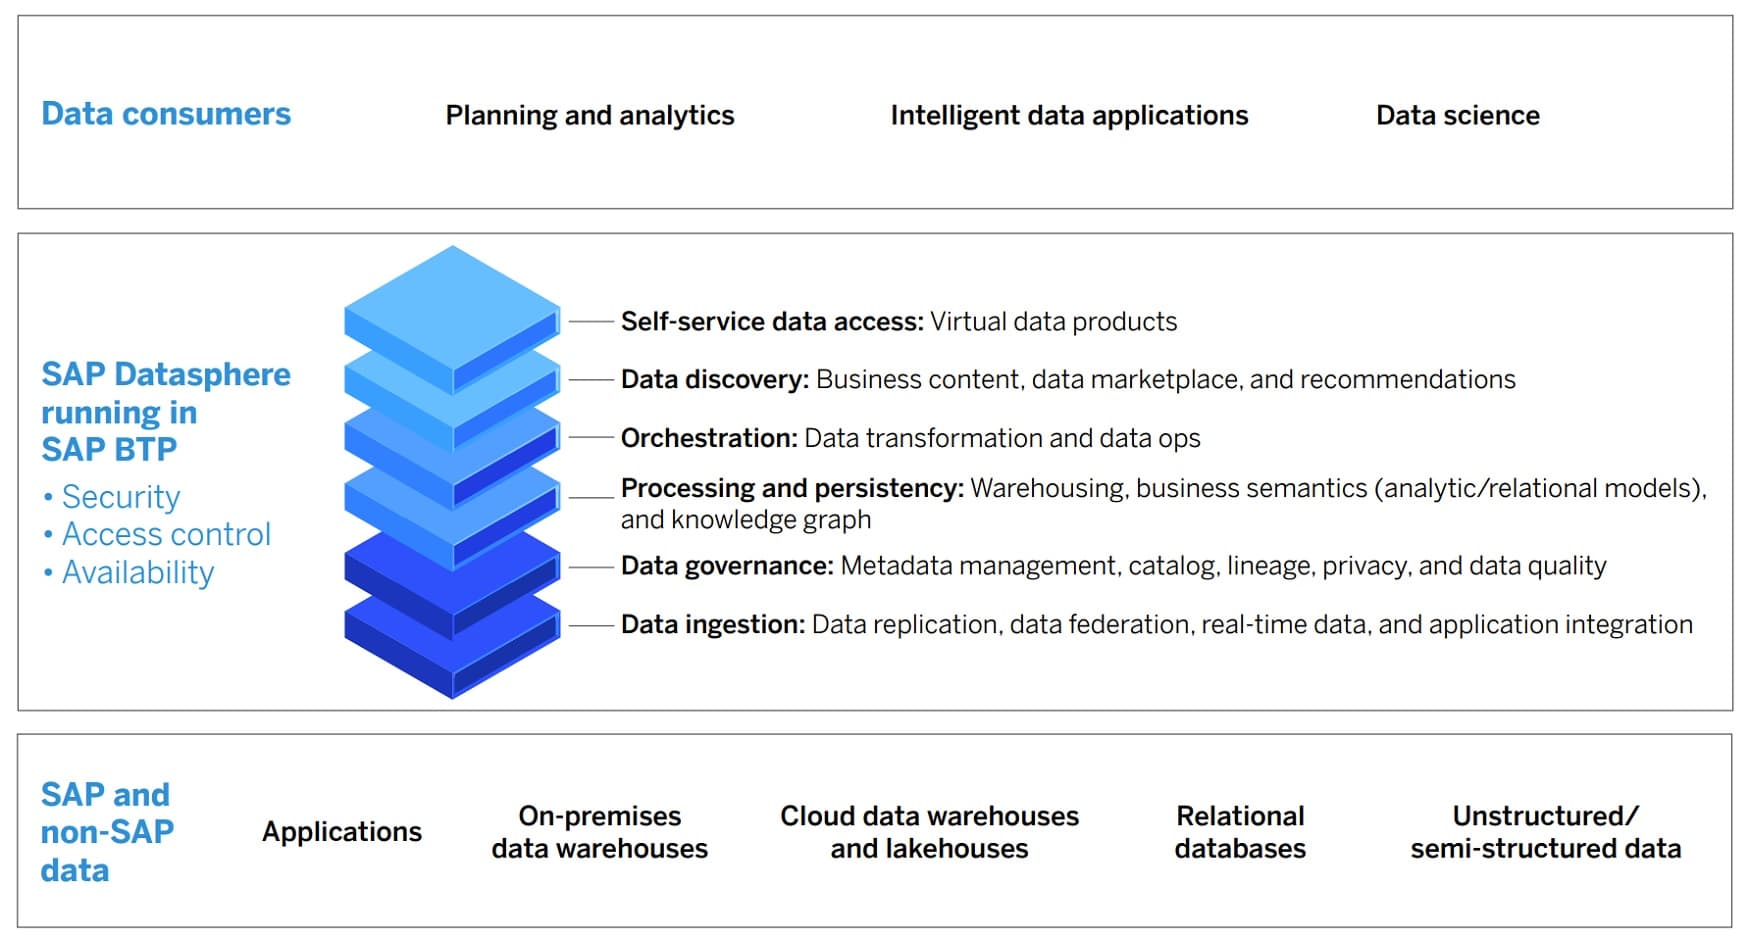 Data consumers
Planning and analytics
Intelligent data applications
Data science
SAP Datasphere
running in
SAP BTP
• Security
• Access control
• Availability
Self-service data access: Virtual data products
Data discovery: Business content, data marketplace, and recommendations
Orchestration: Data transformation and data ops
Processing and persistency: Warehousing, business semantics (analytic/relational models),
and knowledge graph
Data governance: Metadata management, catalog, lineage, privacy, and data quality
Data ingestion: Data replication, data federation, real-time data, and application integration
SAP and
non-SAP
data
Applications
On-premises
data warehouses
Cloud data warehouses
and lakehouses
Relational
databases
Unstructured/
semi-structured data